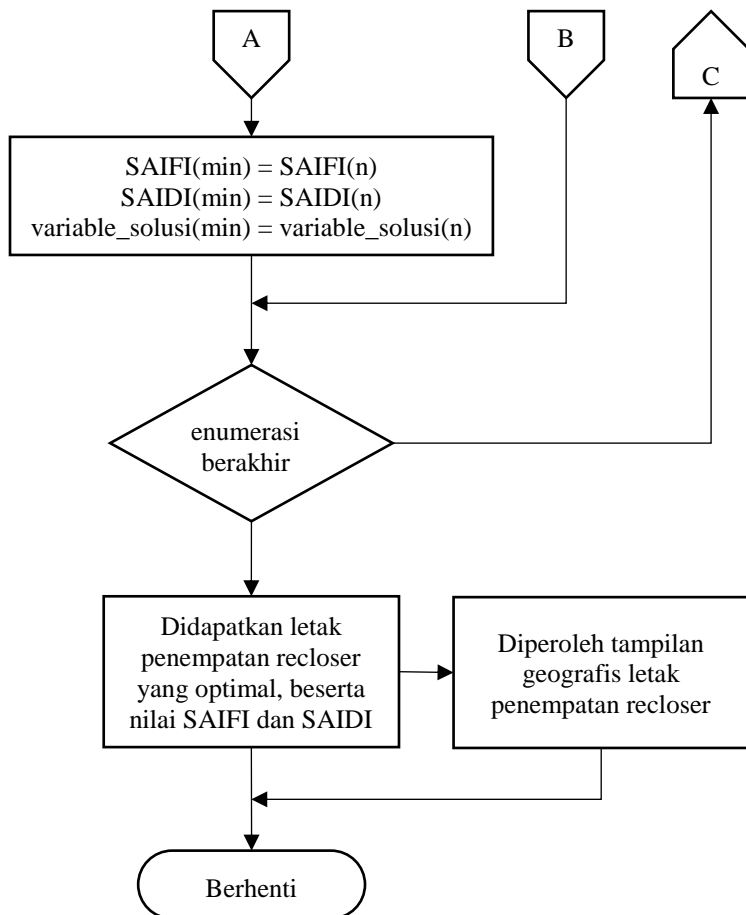 A
B
C
SAIFI(min) = SAIFI(n)
SAIDI(min) = SAIDI(n)
variable_solusi(min) = variable_solusi(n)
enumerasi
berakhir
Didapatkan letak
penempatan recloser
yang optimal, beserta
nilai SAIFI dan SAIDI
Diperoleh tampilan
geografis letak
penempatan recloser
Berhenti